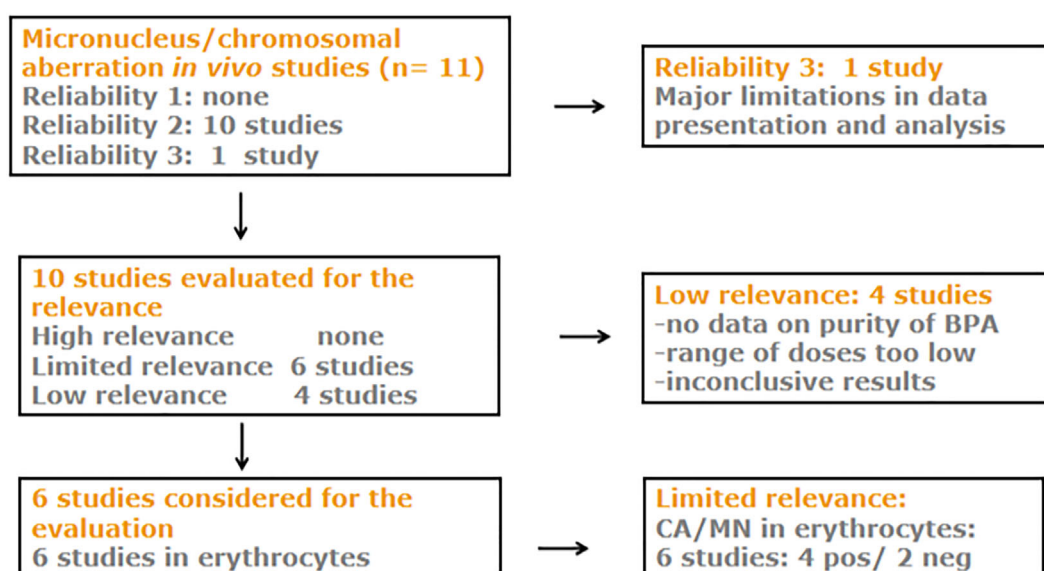 Micronucleus/chromosomal
aberration in vivo studies (n= 11)
Reliability 1: none
Reliability 2: 10 studies
Reliability 3: 1 study
Reliability 3: 1 study
Major limitations in data
presentation and analysis
10 studies evaluated for the
relevance
High relevance none
Limited relevance 6 studies
Low relevance 4 studies
Low relevance: 4 studies
-no data on purity of BPA
-range of doses too low
-inconclusive results
6 studies considered for the
evaluation
6 studies in erythrocytes
Limited relevance:
CA/MN in erythrocytes:
6 studies: 4 pos/ 2 neg